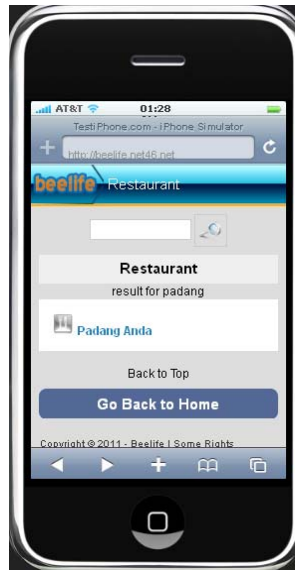 AT&T 01:28
TestiPhone.com - iPhone Simulator
http://beelife.net46.net
beelife Restaurant
Restaurant
result for padang
Padang Anda
Back to Top
Go Back to Home
Copyright © 2011 - Beelife | Some Rights